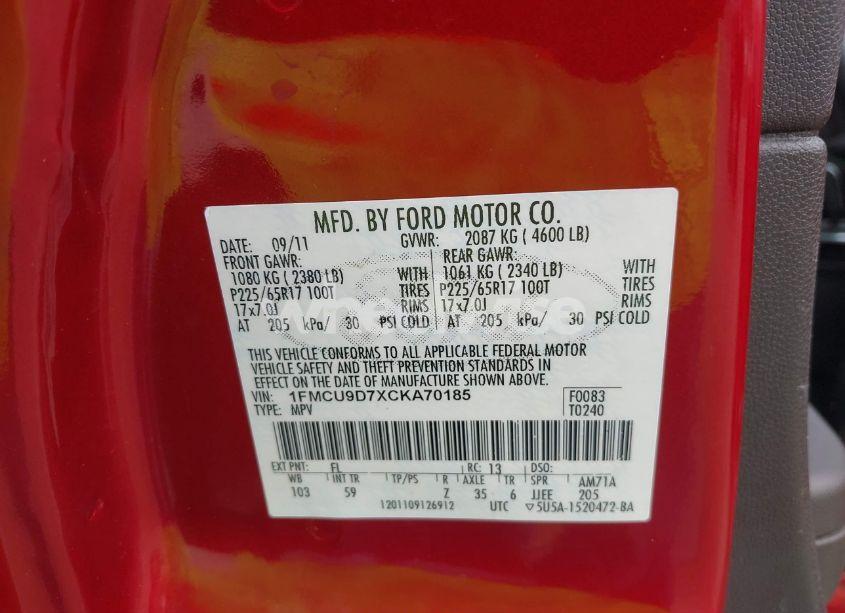 MFD. BY FORD MOTOR CO.
DATE: 09/11 GVWR: 2087 KG ( 4600 LB)
FRONT GAWR: REAR GAWR:
1080 KG ( 2380 LB) WITH 1061 KG ( 2340 LB) WITH
P225/65R17 100T TIRES P225/65R17 100T TIRES
17x7.0J RIMS 17x7.0J RIMS
AT 205 kPa/ 30 PSI COLD AT 205 kPa/ 30 PSI COLD
THIS VEHICLE CONFORMS TO ALL APPLICABLE FEDERAL MOTOR
VEHICLE SAFETY AND THEFT PREVENTION STANDARDS IN
EFFECT ON THE DATE OF MANUFACTURE SHOWN ABOVE.
VIN: 1FMCU9D7XCKA70185 F0083
TYPE: MPV T0240
EXT PNT: FL RC: 13 DSO:
WB INT TR TP/PS R AXLE TR SPR AM71A
103 59 Z 35 6 JJEE 205
1201109126912 UTC ▽5U5A-1520472-BA